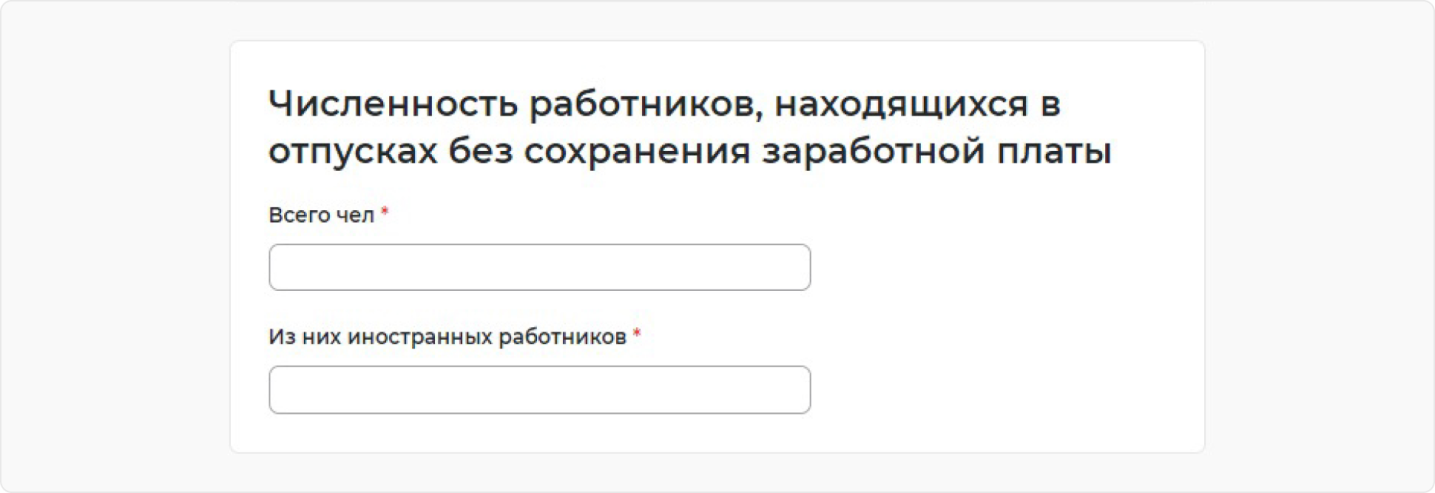 Численность работников, находящихся в
отпусках без сохранения заработной платы
Всего чел *
Из них иностранных работников *